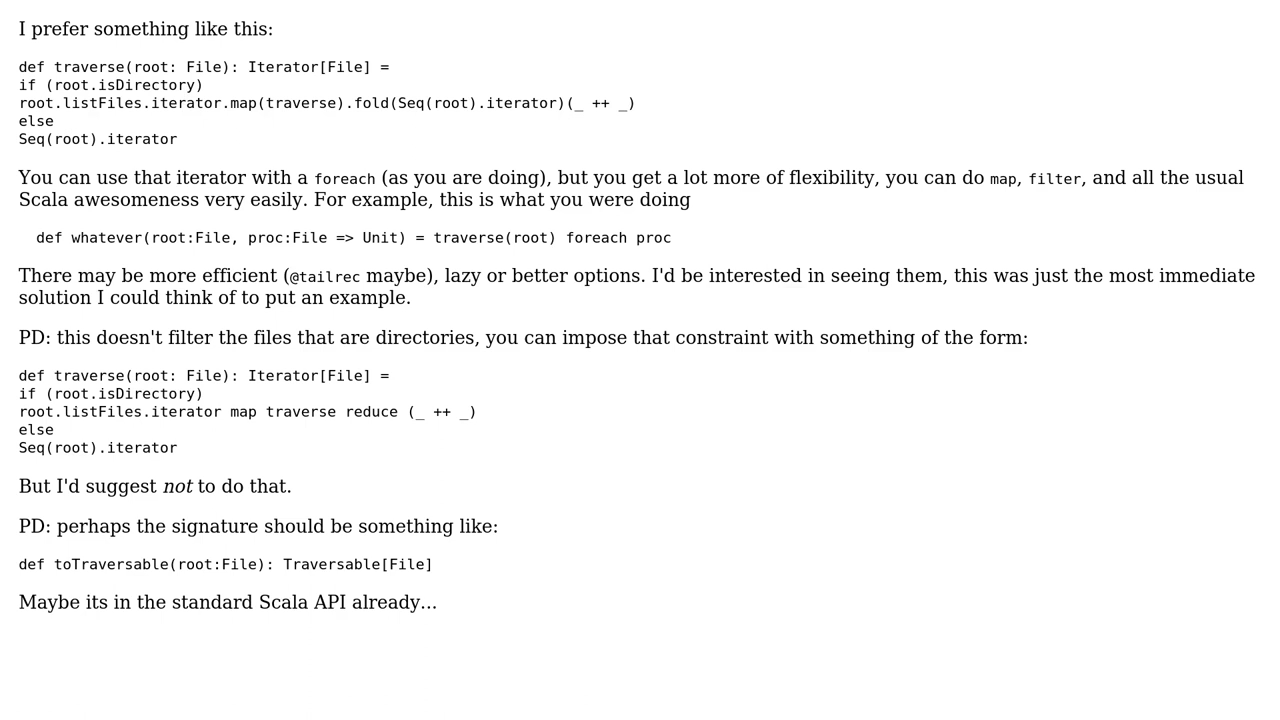 I prefer something like this:
def traverse(root: File): Iterator[File] =
if (root.isDirectory)
root.listFiles.iterator.map(traverse).fold(Seq(root).iterator)(_ ++ _)
else
Seq(root).iterator
You can use that iterator with a foreach (as you are doing), but you get a lot more of flexibility, you can do map, filter, and all the usual
Scala awesomeness very easily. For example, this is what you were doing
def whatever(root:File, proc:File => Unit) = traverse(root) foreach proc
There may be more efficient (@tailrec maybe), lazy or better options. I'd be interested in seeing them, this was just the most immediate
solution I could think of to put an example.
PD: this doesn't filter the files that are directories, you can impose that constraint with something of the form:
def traverse(root: File): Iterator[File] =
if (root.isDirectory)
root.listFiles.iterator map traverse reduce (_ ++ _)
else
Seq(root).iterator
But I'd suggest not to do that.
PD: perhaps the signature should be something like:
def toTraversable(root:File): Traversable[File]
Maybe its in the standard Scala API already...